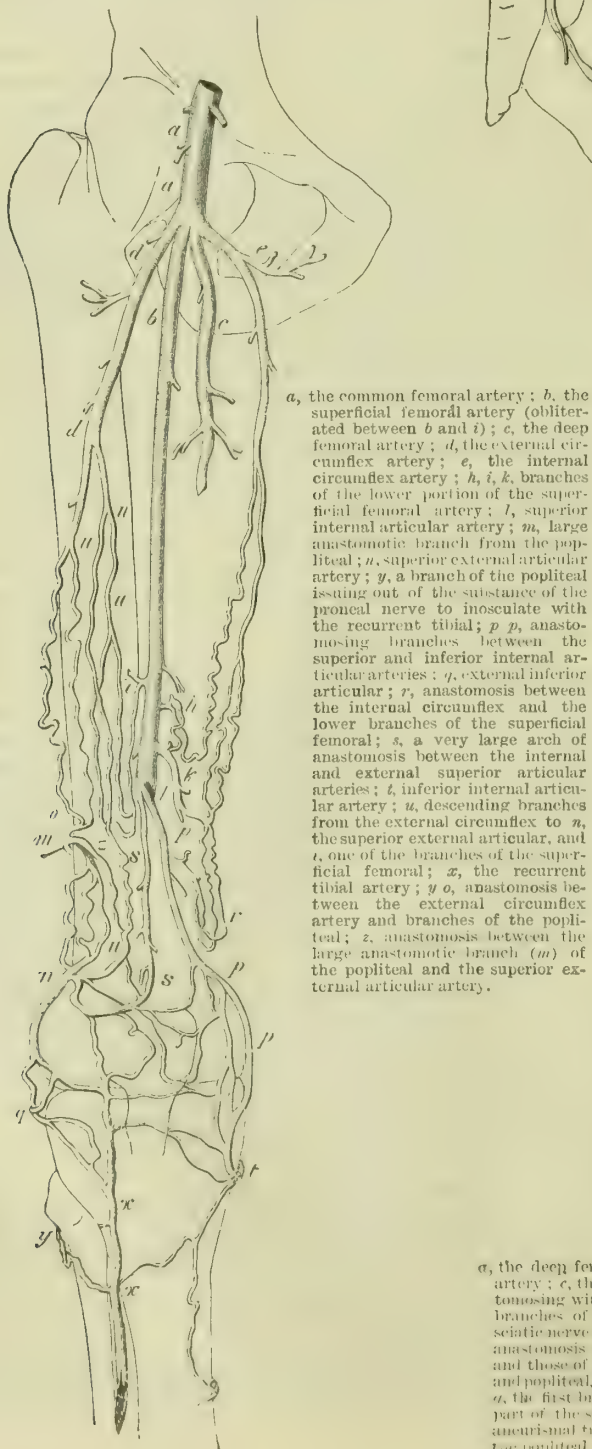 a, the common femoral artery ; b, the
superficial femoral artery (obliter-
ated between b and i) ; c, the deep
femoral artery ; d, the external cir-
cumflex artery ; e, the internal
circumflex artery ; h, i, k, branches
of the lower portion of the super-
ficial femoral artery ; l, superior
internal articular artery ; m, large
anastomotic branch from the pop-
liteal ; n, superior external articular
artery ; y, a branch of the popliteal
issuing out of the substance of the
proneal nerve to inosculate with
the recurrent tibial ; p p, anasto-
mosing branches between the
superior and inferior internal ar-
ticular arteries ; q, external inferior
articular ; r, anastomosis between
the internal circumflex and the
lower branches of the superficial
femoral ; s, a very large arch of
anastomosis between the internal
and external superior articular
arteries ; t, inferior internal articu-
lar artery ; u, descending branches
from the external circumflex to n,
the superior external articular, and
one of the branches of the super-
ficial femoral ; x, the recurrent
tibial artery ; y o, anastomosis be-
tween the external circumflex
artery and branches of the popli-
teal ; z, anastomosis between the
large anastomotic branch (m) of
the popliteal and the superior ex-
ternal articular artery.
a
a
d
e
b
c
d
u
u
k
o
m
s
r
u
n
s
p
p
q
t
x
y
x
the deep
artery ; c,
tomosing
branches of
sciatic nerve
anastomosis
and those of
and popliteal,
the first
part of the